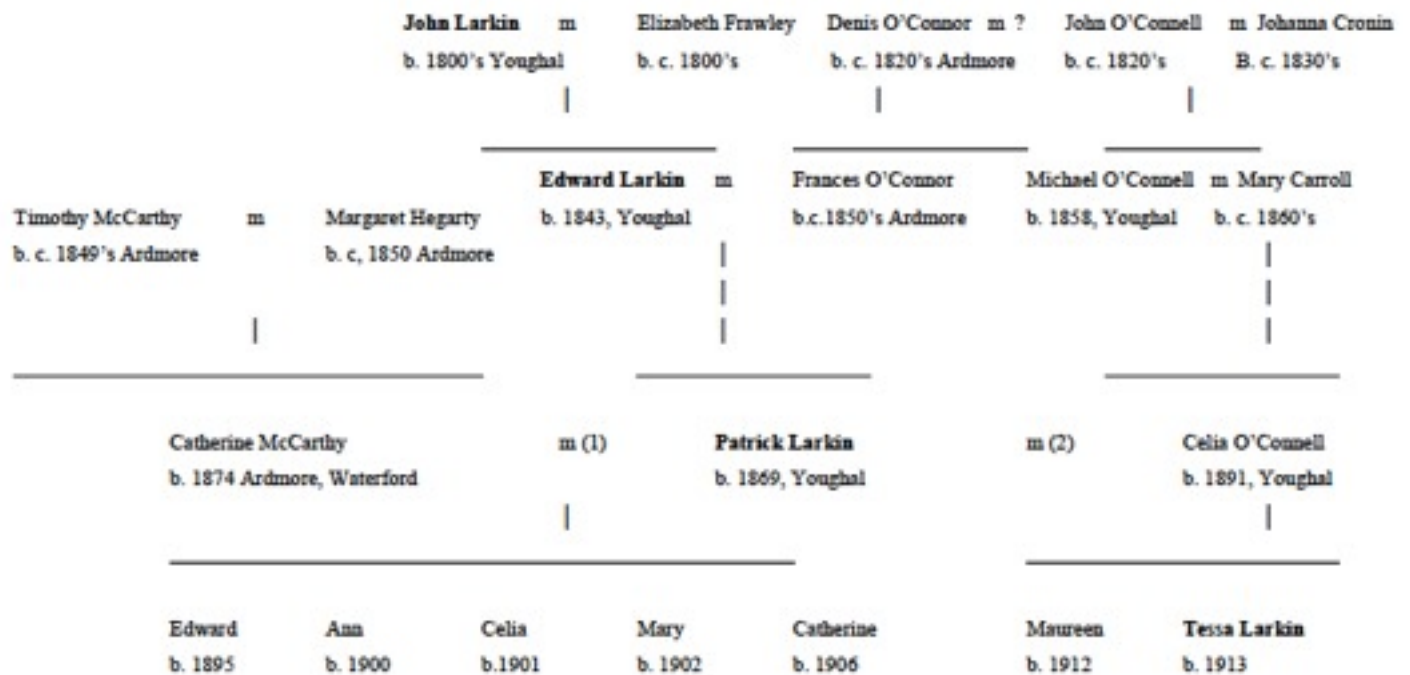 John Larkin m Elizabeth Frawley Denis O'Connor m ? John O'Connell m Johanna Cronin
b. 1800's Youghal b. c. 1800's b. c. 1820's Ardmore b. c. 1820's B. c. 1830's
Edward Larkin m Frances O'Connor Michael O'Connell m Mary Carroll
Timothy McCarthy m Margaret Hegarty b. 1843, Youghal b.c.1850's Ardmore b. 1858, Youghal b. c. 1860's
b. c. 1849's Ardmore b. c, 1850 Ardmore
Catherine McCarthy m (1) Patrick Larkin m (2) Celia O'Connell
b. 1874 Ardmore, Waterford b. 1869, Youghal b. 1891, Youghal
Edward Ann Celia Mary Catherine Maureen Tessa Larkin
b. 1895 b. 1900 b.1901 b. 1902 b. 1906 b. 1912 b. 1913